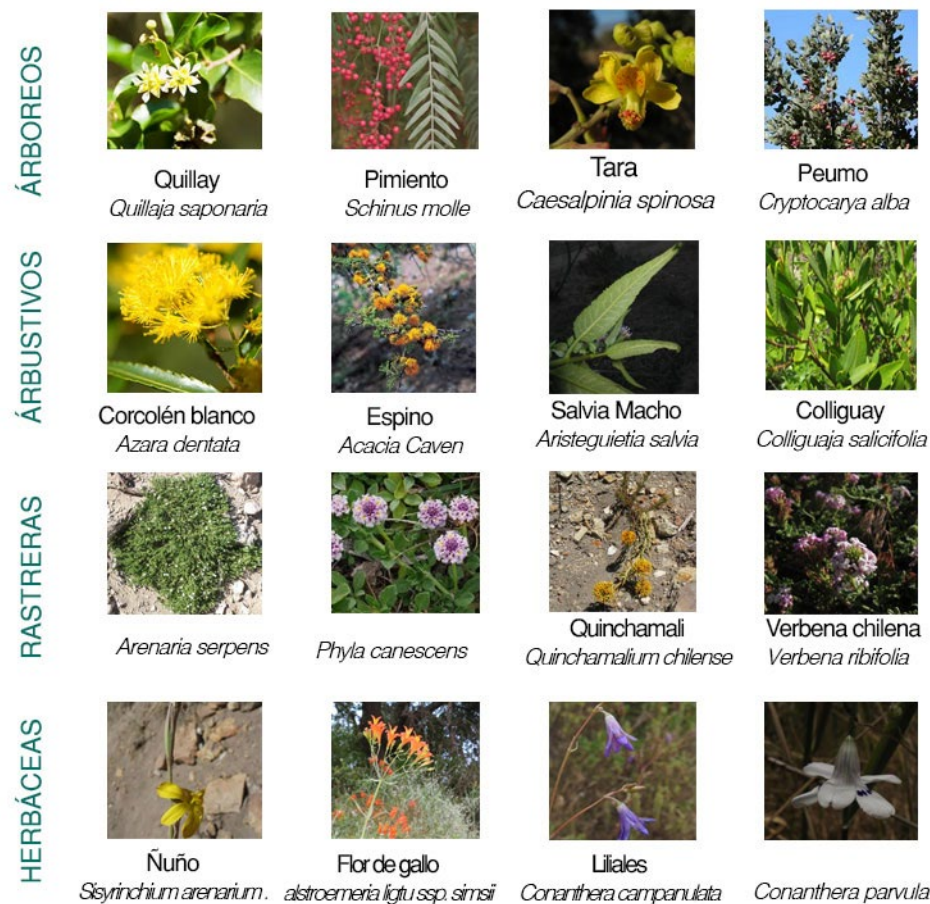 ÁRBOREOS
Quillay
Quillaja saponaria
Pimiento
Schinus molle
Tara
Caesalpinia spinosa
Peumo
Cryptocarya alba
ÁRBUSTIVOS
Corcolén blanco
Azara dentata
Espino
Acacia Caven
Salvia Macho
Aristeguietia salvia
Colliguay
Colliguaja salicifolia
RASTRERAS
Arenaria serpens
Phyla canescens
Quinchamali
Quinchamalium chilense
Verbena chilena
Verbena ribifolia
HERBÁCEAS
Ñuño
Sisyrinchium arenarium.
Flor de gallo
alstroemeria ligtu ssp. simsii
Liliales
Conanthera campanulata
Conanthera parvula